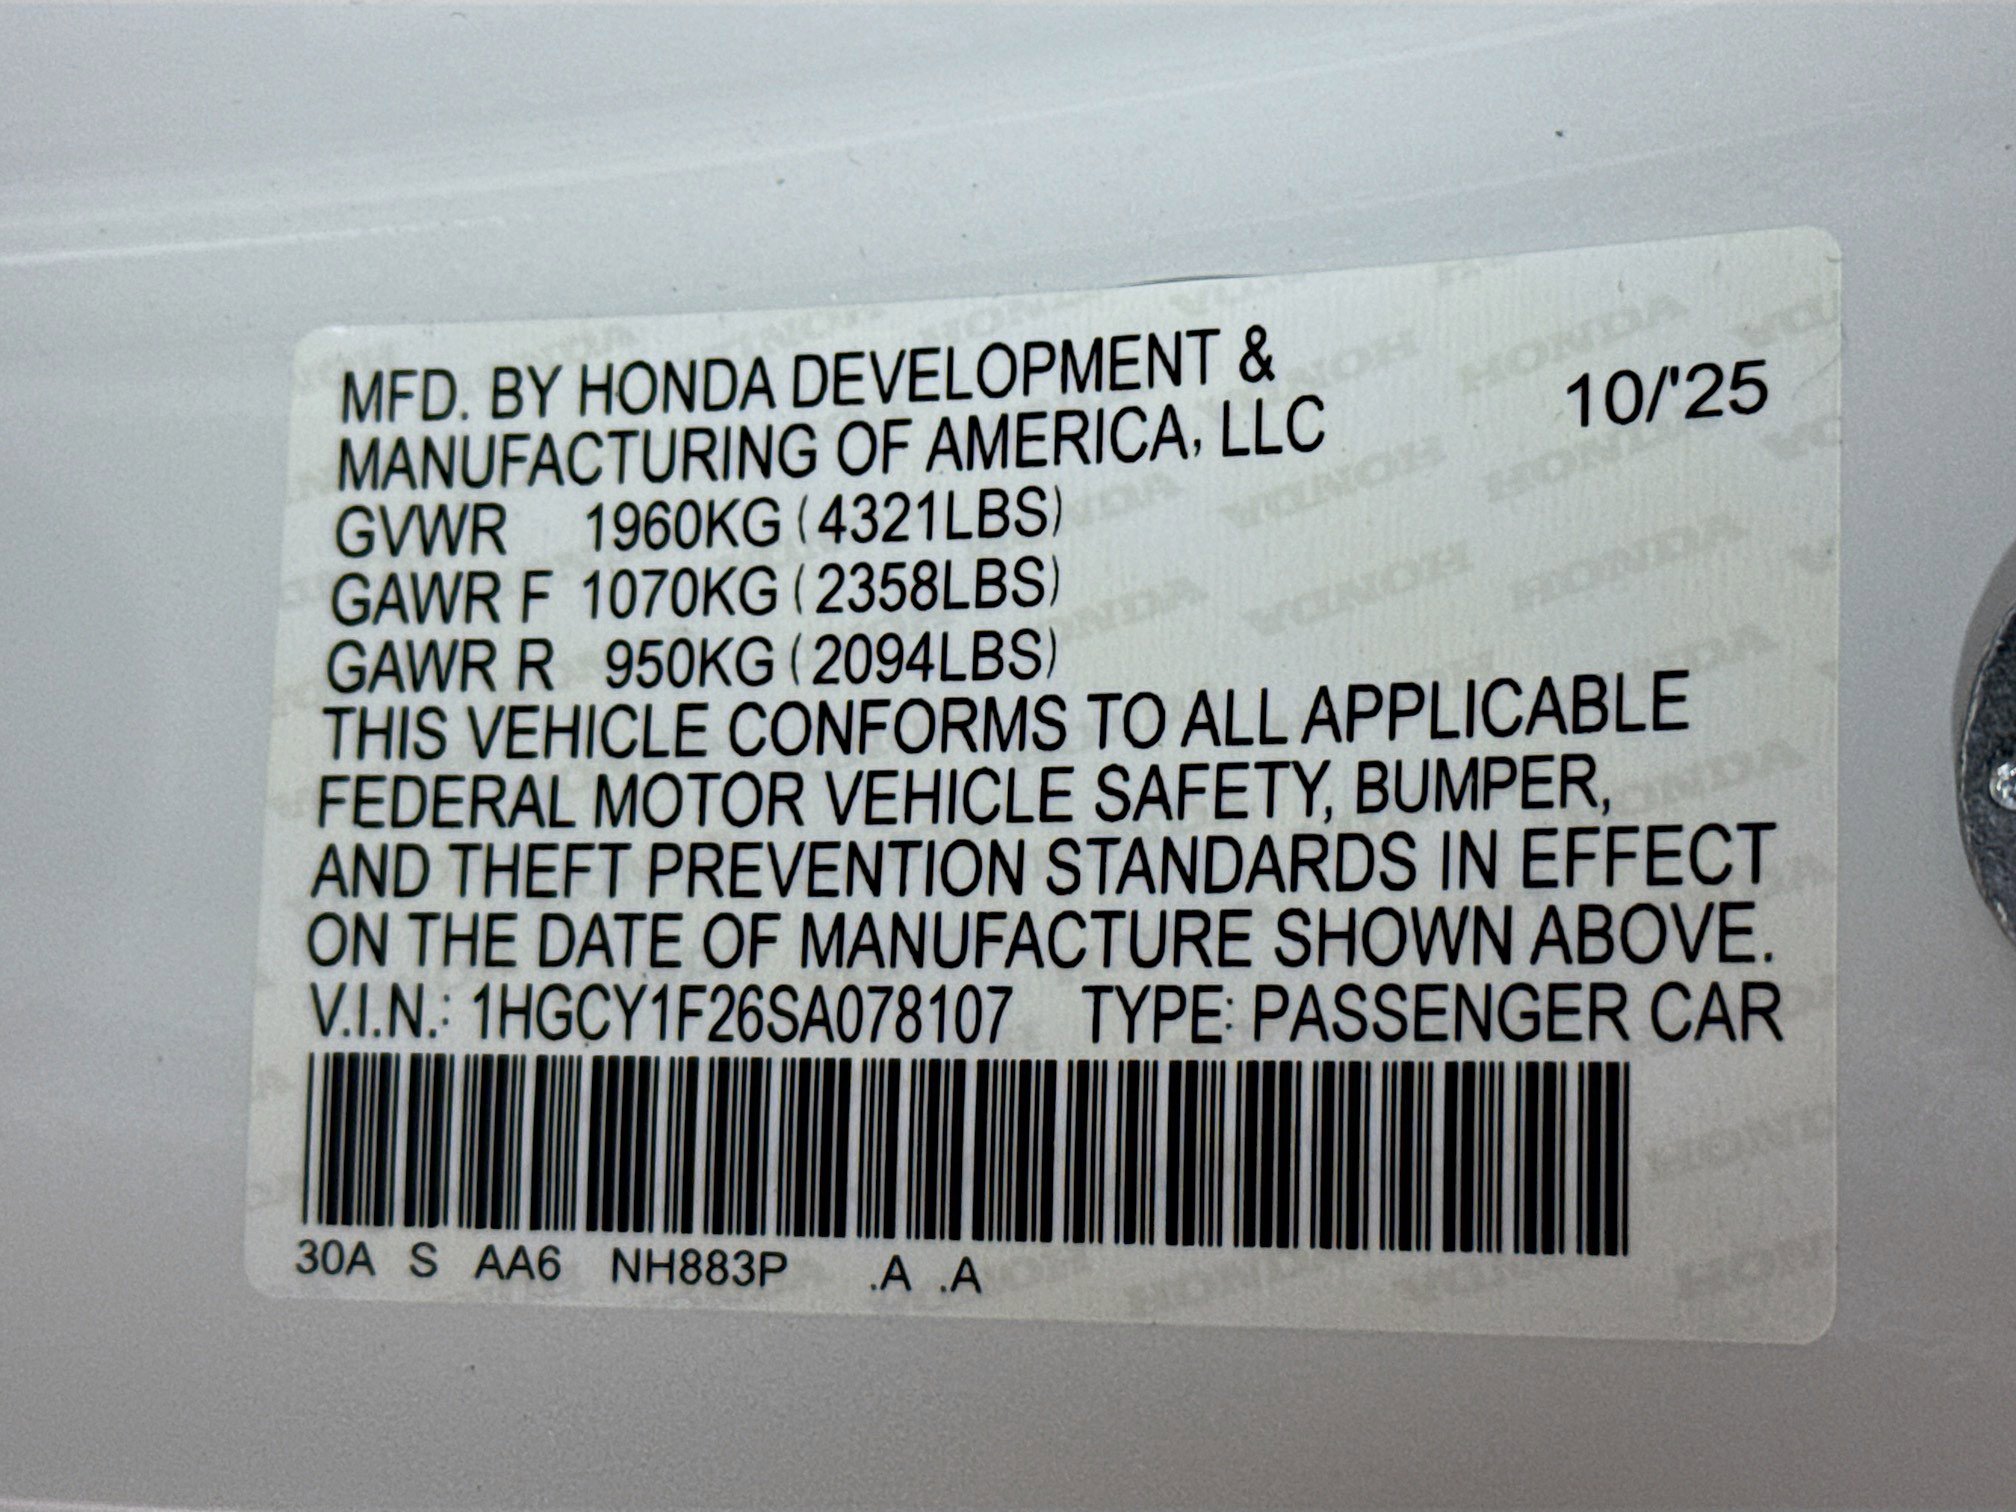 MFD. BY HONDA DEVELOPMENT &
MANUFACTURING OF AMERICA, LLC
10/'25
GVWR 1960KG (4321LBS)
GAWR F 1070KG (2358LBS)
GAWR R 950KG (2094LBS)
THIS VEHICLE CONFORMS TO ALL APPLICABLE
FEDERAL MOTOR VEHICLE SAFETY, BUMPER,
AND THEFT PREVENTION STANDARDS IN EFFECT
ON THE DATE OF MANUFACTURE SHOWN ABOVE.
V.I.N.: 1HGCY1F26SA078107 TYPE: PASSENGER CAR
30A S AA6 NH883P .A .A